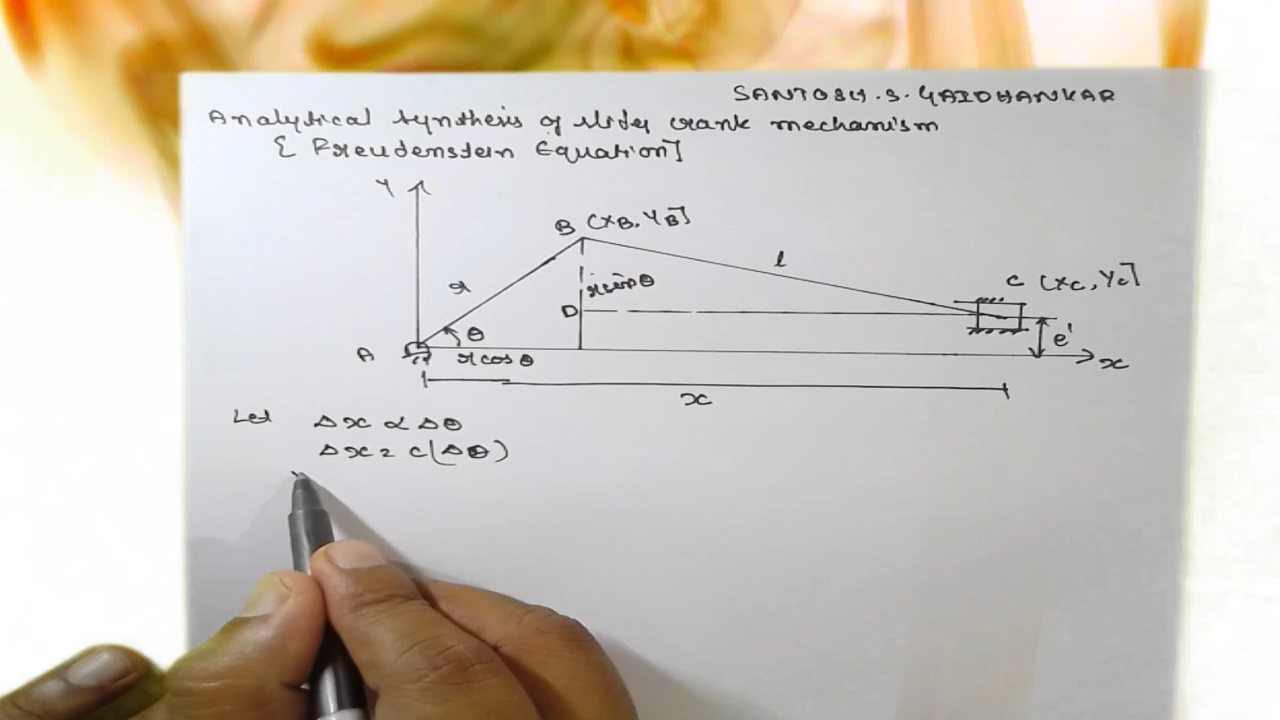 SANTOSH.S.GAIDHANKAR
Analytical synthesis of slider crank mechanism
[ Freudenstein Equation]
Y
B (XB, YB]
l
r
r sinθ
C (XC, YC]
D
θ
e'
A
r cos θ
x
x
Let Δx ∝ Δθ
Δx = c(Δθ)